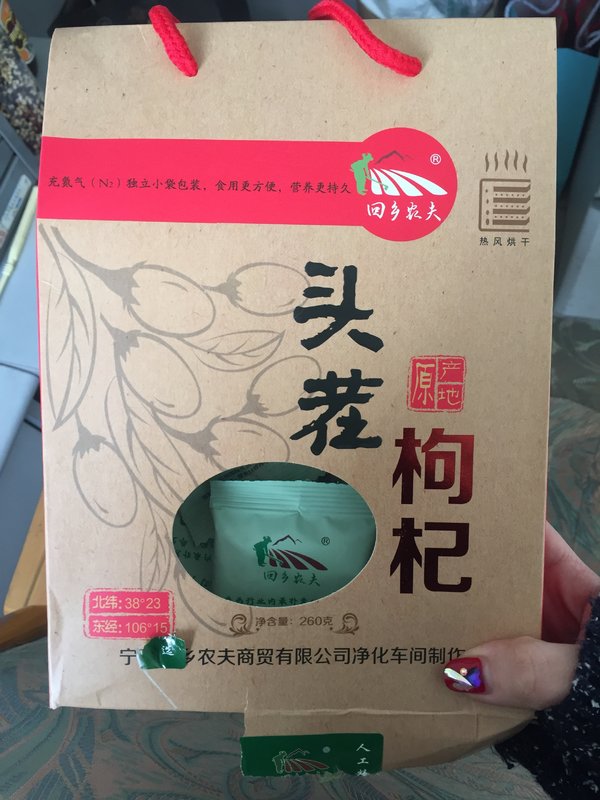 充氮气（N₂）独立小袋包装，食用更方便，营养更持久
回乡农夫®
热风烘干
头茬
原产地
枸杞
回乡农夫®
北纬: 38°23
东经: 106°15
净含量: 260g
宁 乡农夫商贸有限公司净化车间制作
人工